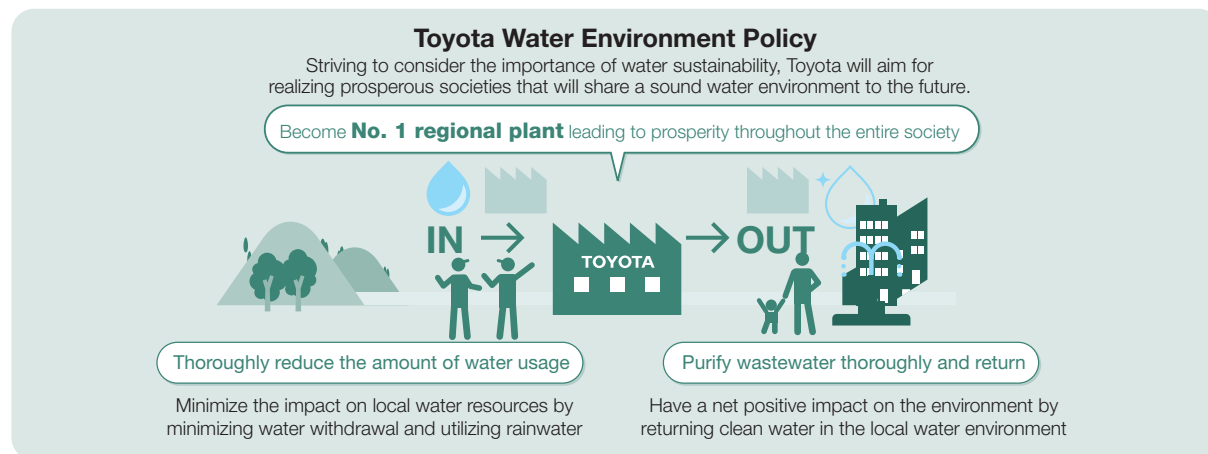 Toyota Water Environment Policy
Striving to consider the importance of water sustainability, Toyota will aim for
realizing prosperous societies that will share a sound water environment to the future.
Become No. 1 regional plant leading to prosperity throughout the entire society
IN
OUT
TOYOTA
Thoroughly reduce the amount of water usage
Minimize the impact on local water resources by
minimizing water withdrawal and utilizing rainwater
Purify wastewater thoroughly and return
Have a net positive impact on the environment by
returning clean water in the local water environment